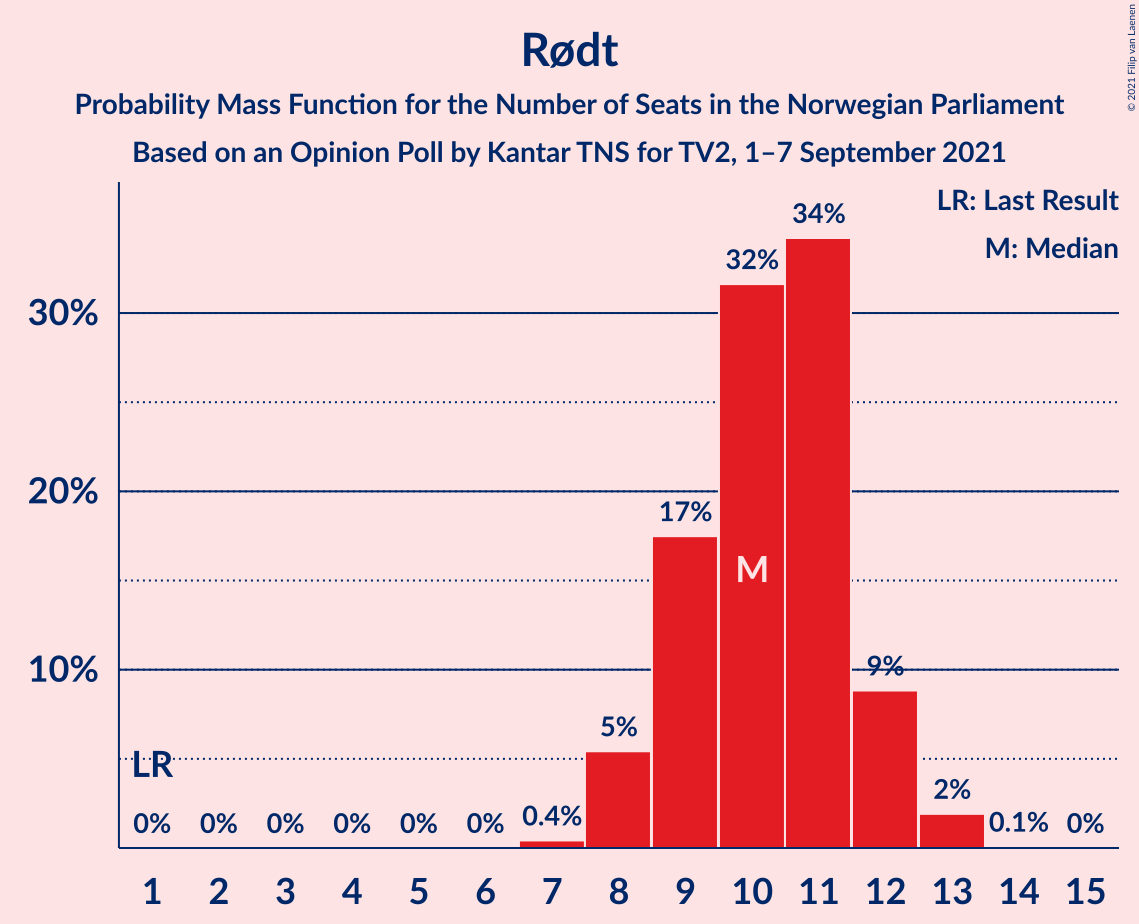 Rødt
Probability Mass Function for the Number of Seats in the Norwegian Parliament
Based on an Opinion Poll by Kantar TNS for TV2, 1–7 September 2021
© 2021 Filip van Laenen
LR: Last Result
M: Median
30%
20%
10%
LR
M
0% 0% 0% 0% 0% 0% 0.4% 5% 17% 32% 34% 9% 2% 0.1% 0%
1 2 3 4 5 6 7 8 9 10 11 12 13 14 15